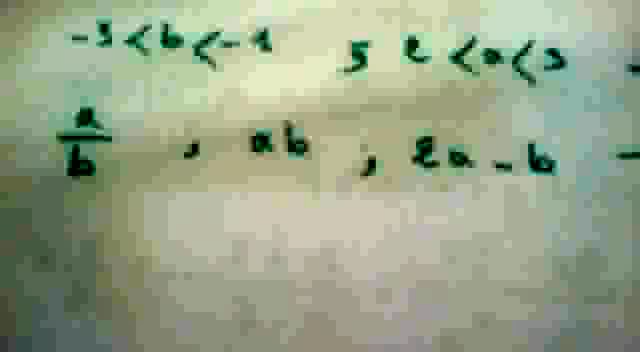 -3 < b < -1 و 2 < a < 3
a/b , ab , 2a - b